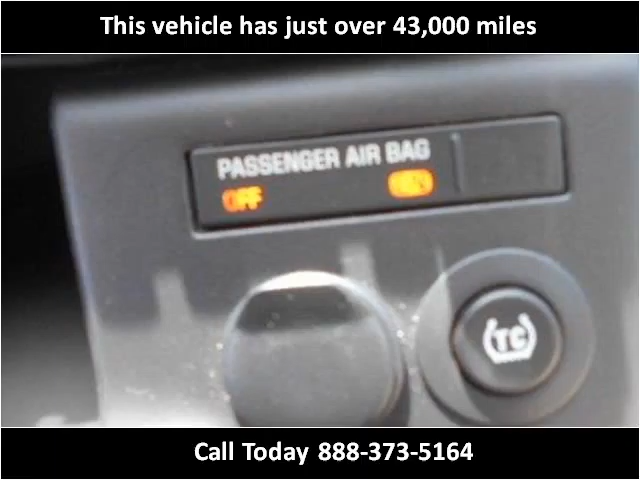 This vehicle has just over 43,000 miles
PASSENGER AIR BAG
OFF
TC
Call Today 888-373-5164